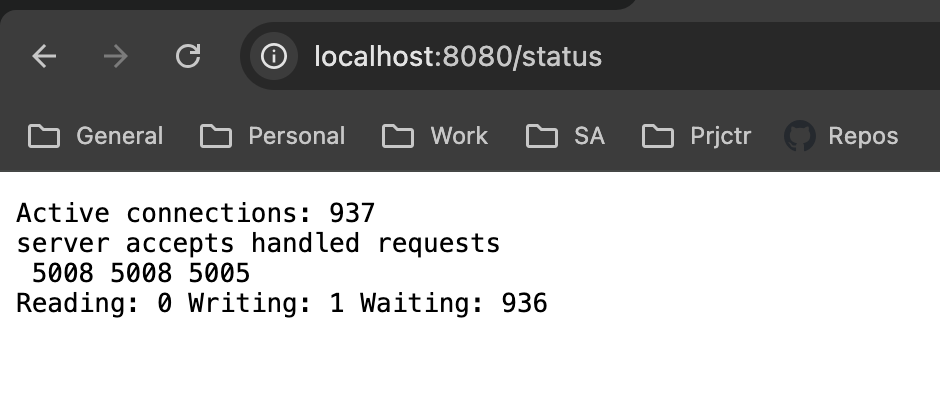 localhost:8080/status
General Personal Work SA Prjctr Repos
Active connections: 937
server accepts handled requests
 5008 5008 5005
Reading: 0 Writing: 1 Waiting: 936